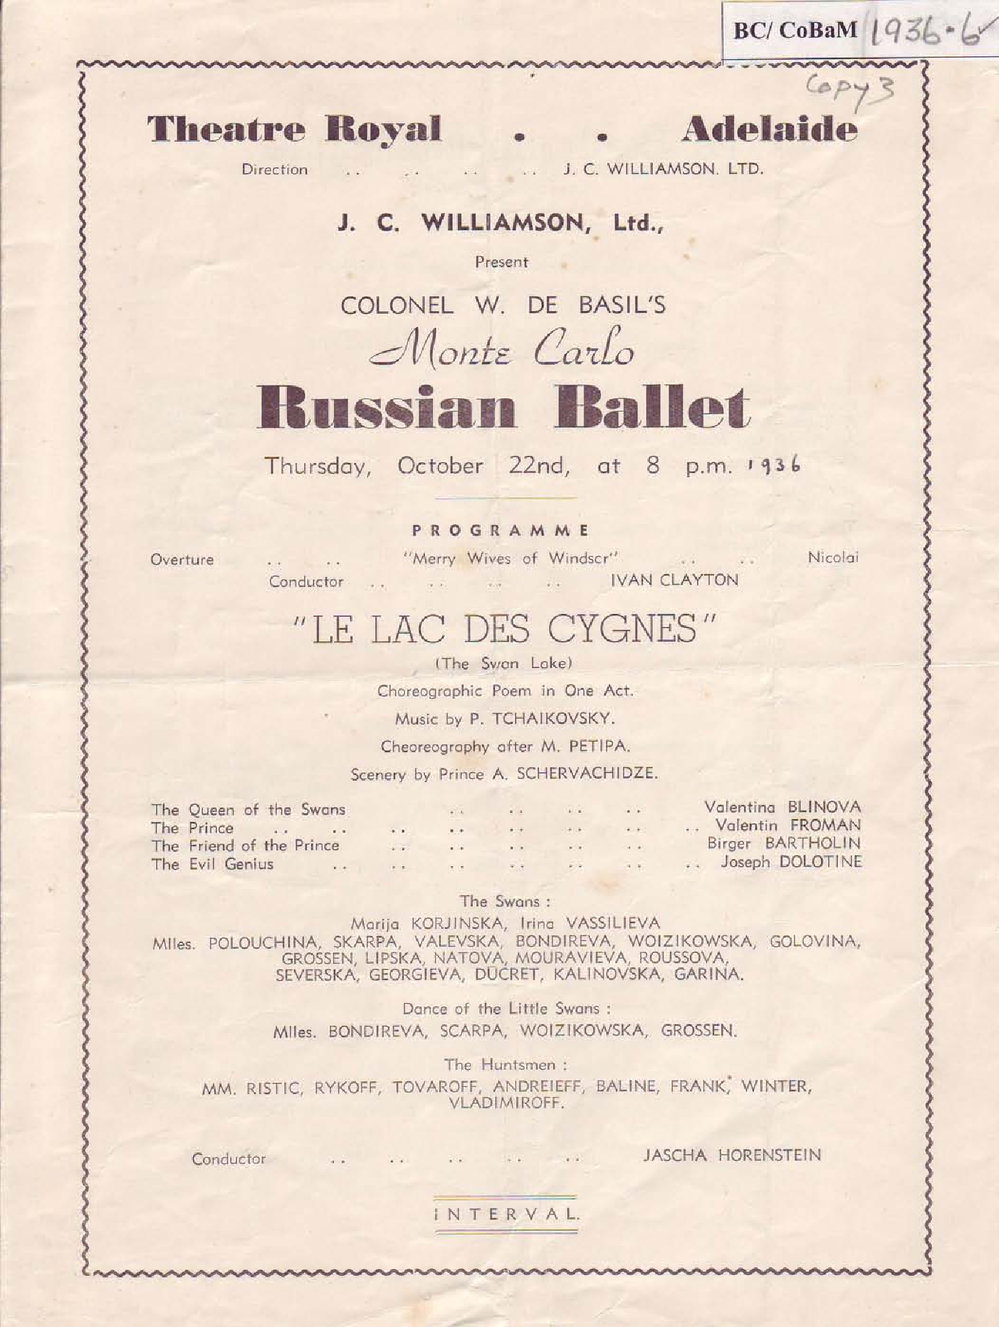 BC/ CoBaM 1936·6
Copy 3
Theatre Royal . . Adelaide
Direction .. .. .. .. J. C. WILLIAMSON. LTD.
J. C. WILLIAMSON, Ltd.,
Present
COLONEL W. DE BASIL'S
Monte Carlo
Russian Ballet
Thursday, October 22nd, at 8 p.m. 1936
PROGRAMME
Overture .. .. "Merry Wives of Windscr" .. .. Nicolai
Conductor .. .. .. .. IVAN CLAYTON
"LE LAC DES CYGNES"
(The Swan Lake)
Choreographic Poem in One Act.
Music by P. TCHAIKOVSKY.
Cheoreography after M. PETIPA.
Scenery by Prince A. SCHERVACHIDZE.
The Queen of the Swans .. .. .. .. Valentina BLINOVA
The Prince .. .. .. .. .. .. .. .. Valentin FROMAN
The Friend of the Prince .. .. .. .. .. Birger BARTHOLIN
The Evil Genius .. .. .. .. .. .. .. Joseph DOLOTINE
The Swans :
Marija KORJINSKA, Irina VASSILIEVA
Mlles. POLOUCHINA, SKARPA, VALEVSKA, BONDIREVA, WOIZIKOWSKA, GOLOVINA,
GROSSEN, LIPSKA, NATOVA, MOURAVIEVA, ROUSSOVA,
SEVERSKA, GEORGIEVA, DUCRET, KALINOVSKA, GARINA.
Dance of the Little Swans :
Mlles. BONDIREVA, SCARPA, WOIZIKOWSKA, GROSSEN.
The Huntsmen :
MM. RISTIC, RYKOFF, TOVAROFF, ANDREIEFF, BALINE, FRANK, WINTER,
VLADIMIROFF.
Conductor .. .. .. .. .. JASCHA HORENSTEIN
INTERVAL.